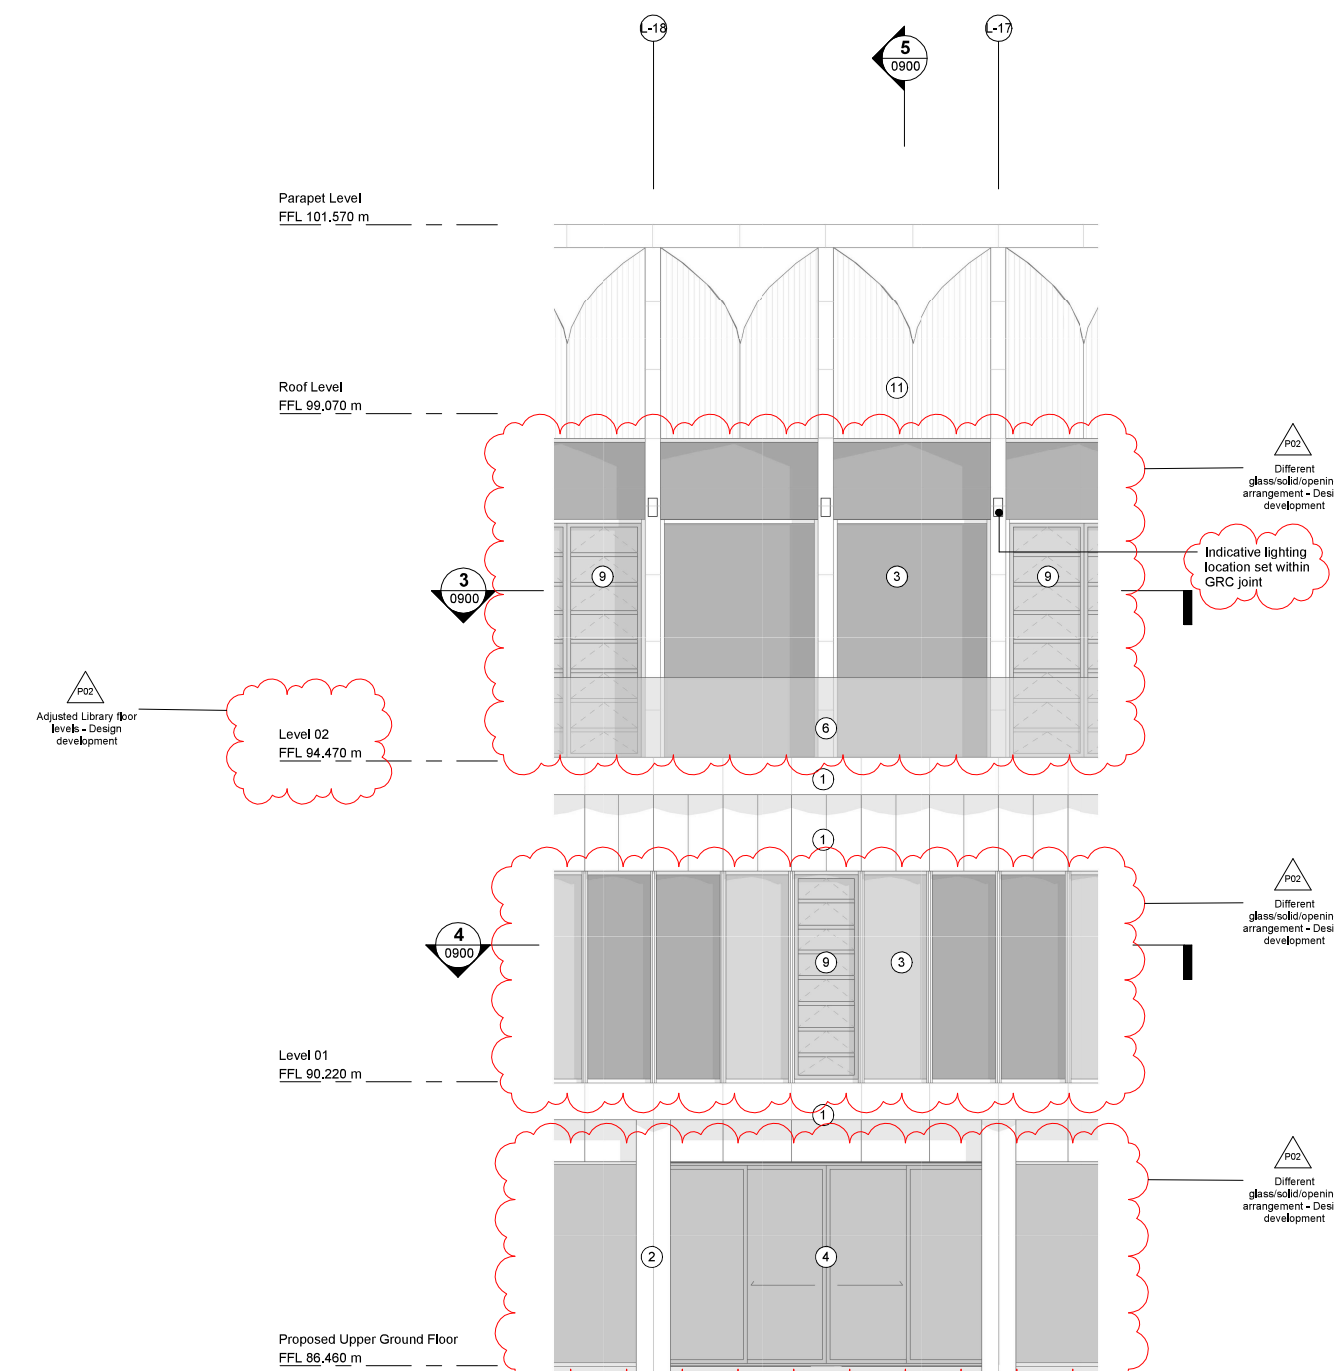 L-18
L-17
5
0900
Parapet Level
FFL 101.570 m
Roof Level
FFL 99.070 m
11
P02
Different
glass/solid/openin
arrangement - Desi
development
Indicative lighting
location set within
GRC joint
9
3
9
3
0900
P02
Adjusted Library floor
levels - Design
development
Level 02
FFL 94.470 m
6
1
1
P02
Different
glass/solid/openin
arrangement - Desi
development
4
0900
9
3
Level 01
FFL 90.220 m
1
P02
Different
glass/solid/openin
arrangement - Desi
development
2
4
Proposed Upper Ground Floor
FFL 86.460 m